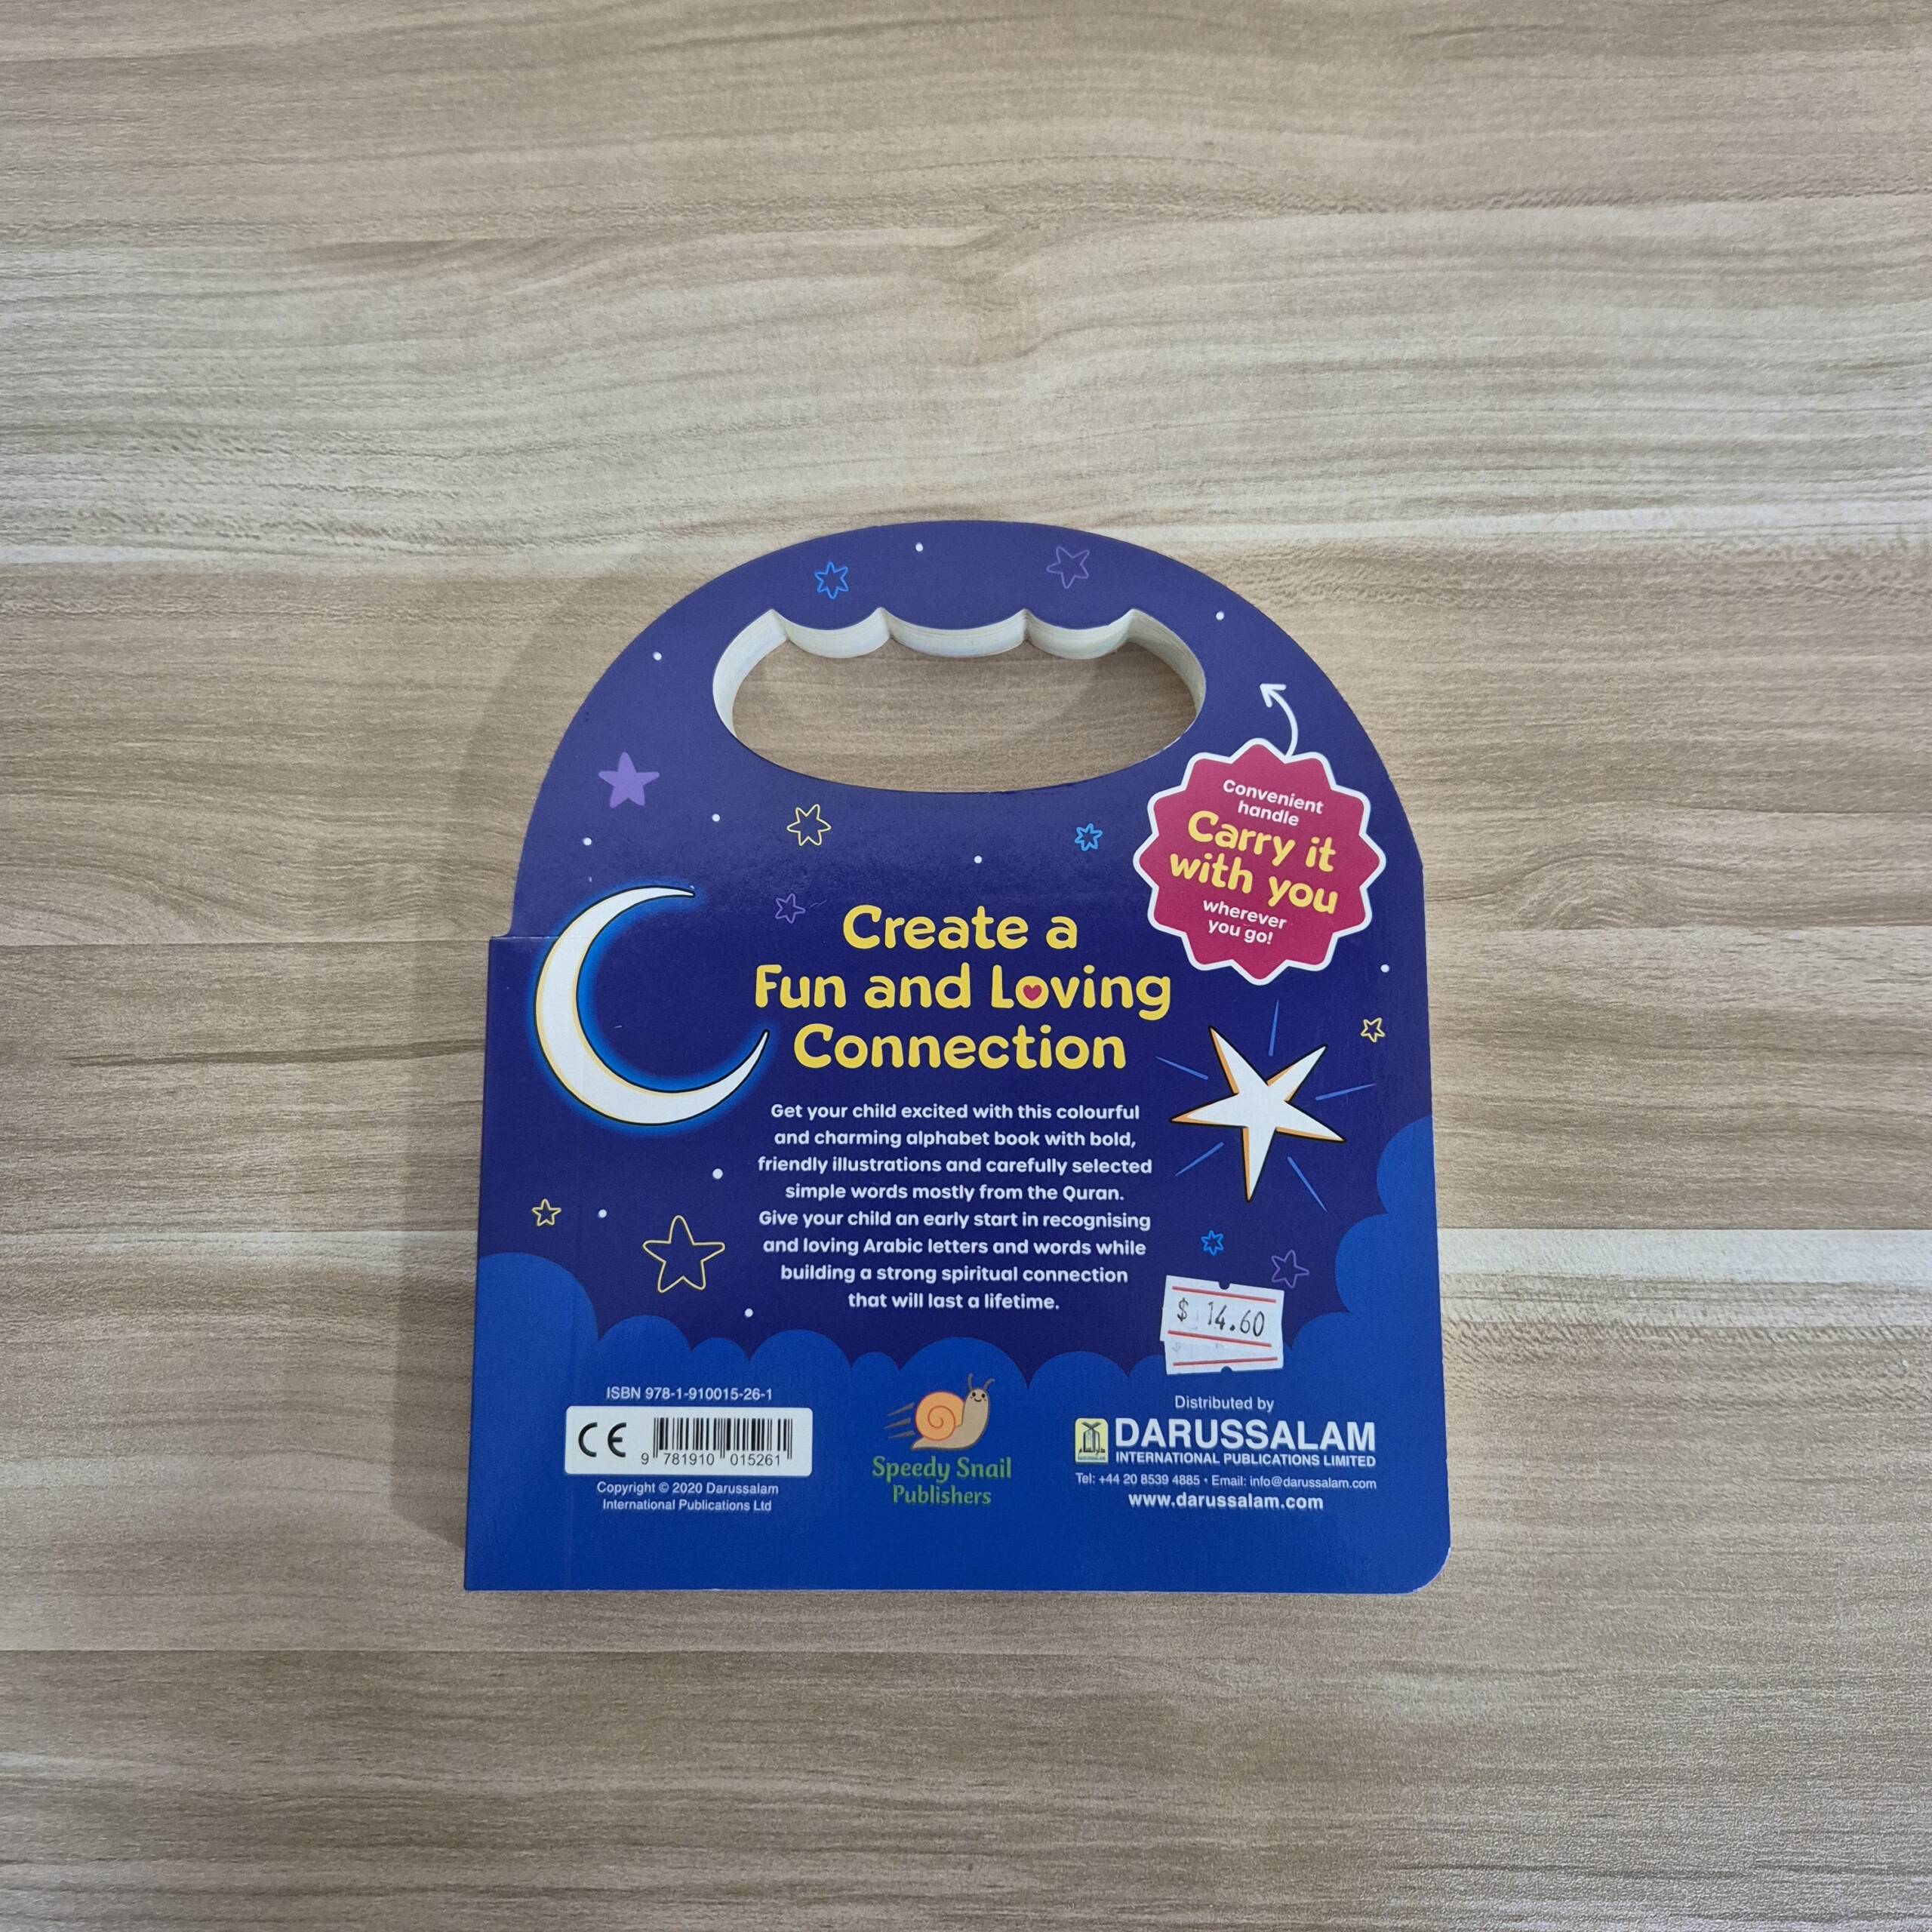 Convenient
handle
Carry it
with you
wherever
you go!
Create a
Fun and Loving
Connection
Get your child excited with this colourful
and charming alphabet book with bold,
friendly illustrations and carefully selected
simple words mostly from the Quran.
Give your child an early start in recognising
and loving Arabic letters and words while
building a strong spiritual connection
that will last a lifetime.
$ 14.60
ISBN 978-1-910015-26-1
CE
9 781910 015261
Copyright © 2020 Darussalam
International Publications Ltd
Speedy Snail
Publishers
Distributed by
DARUSSALAM
INTERNATIONAL PUBLICATIONS LIMITED
Tel: +44 20 8539 4885 • Email: info@darussalam.com
www.darussalam.com